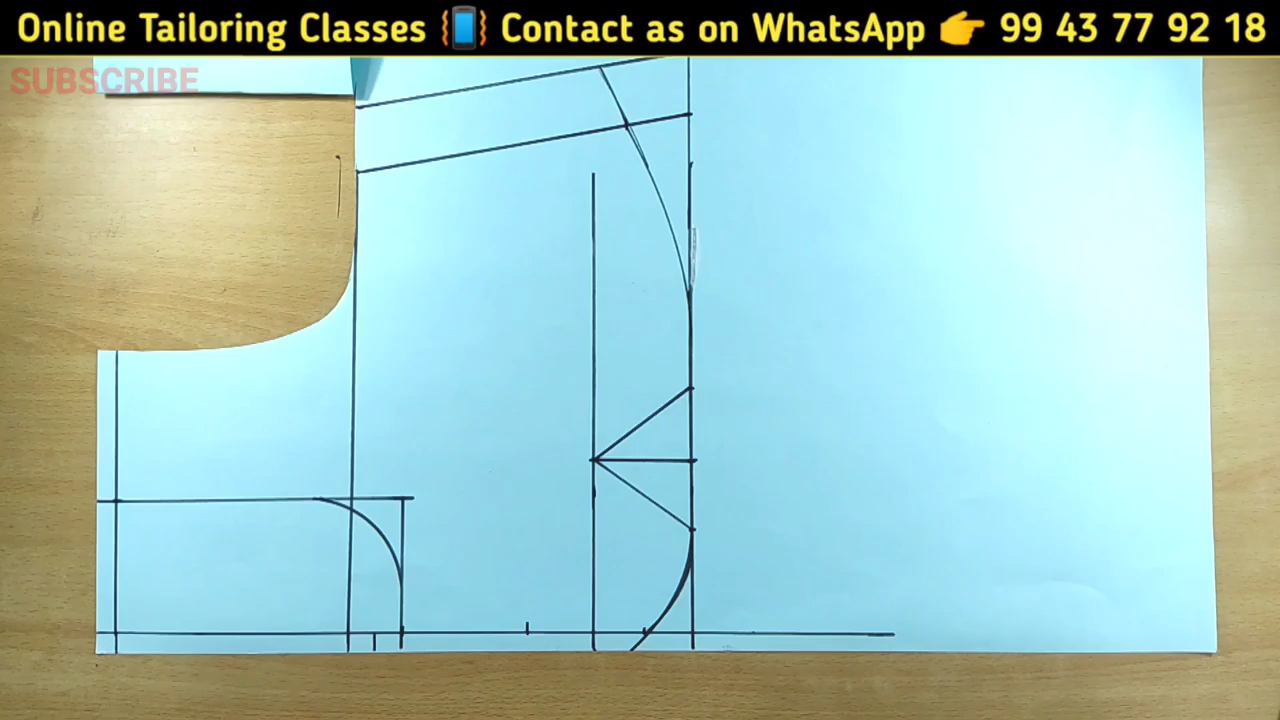 Online Tailoring Classes 📳 Contact as on WhatsApp 👉 99 43 77 92 18
SUBSCRIBE